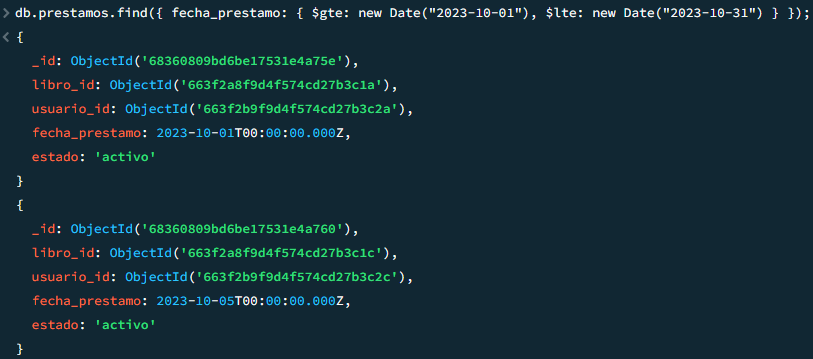 db.prestamos.find({ fecha_prestamo: { $gte: new Date("2023-10-01"), $lte: new Date("2023-10-31") } });
{
_id: ObjectId('68360809bd6be17531e4a75e'),
libro_id: ObjectId('663f2a8f9d4f574cd27b3c1a'),
usuario_id: ObjectId('663f2b9f9d4f574cd27b3c2a'),
fecha_prestamo: 2023-10-01T00:00:00.000Z,
estado: 'activo'
}
{
_id: ObjectId('68360809bd6be17531e4a760'),
libro_id: ObjectId('663f2a8f9d4f574cd27b3c1c'),
usuario_id: ObjectId('663f2b9f9d4f574cd27b3c2c'),
fecha_prestamo: 2023-10-05T00:00:00.000Z,
estado: 'activo'
}